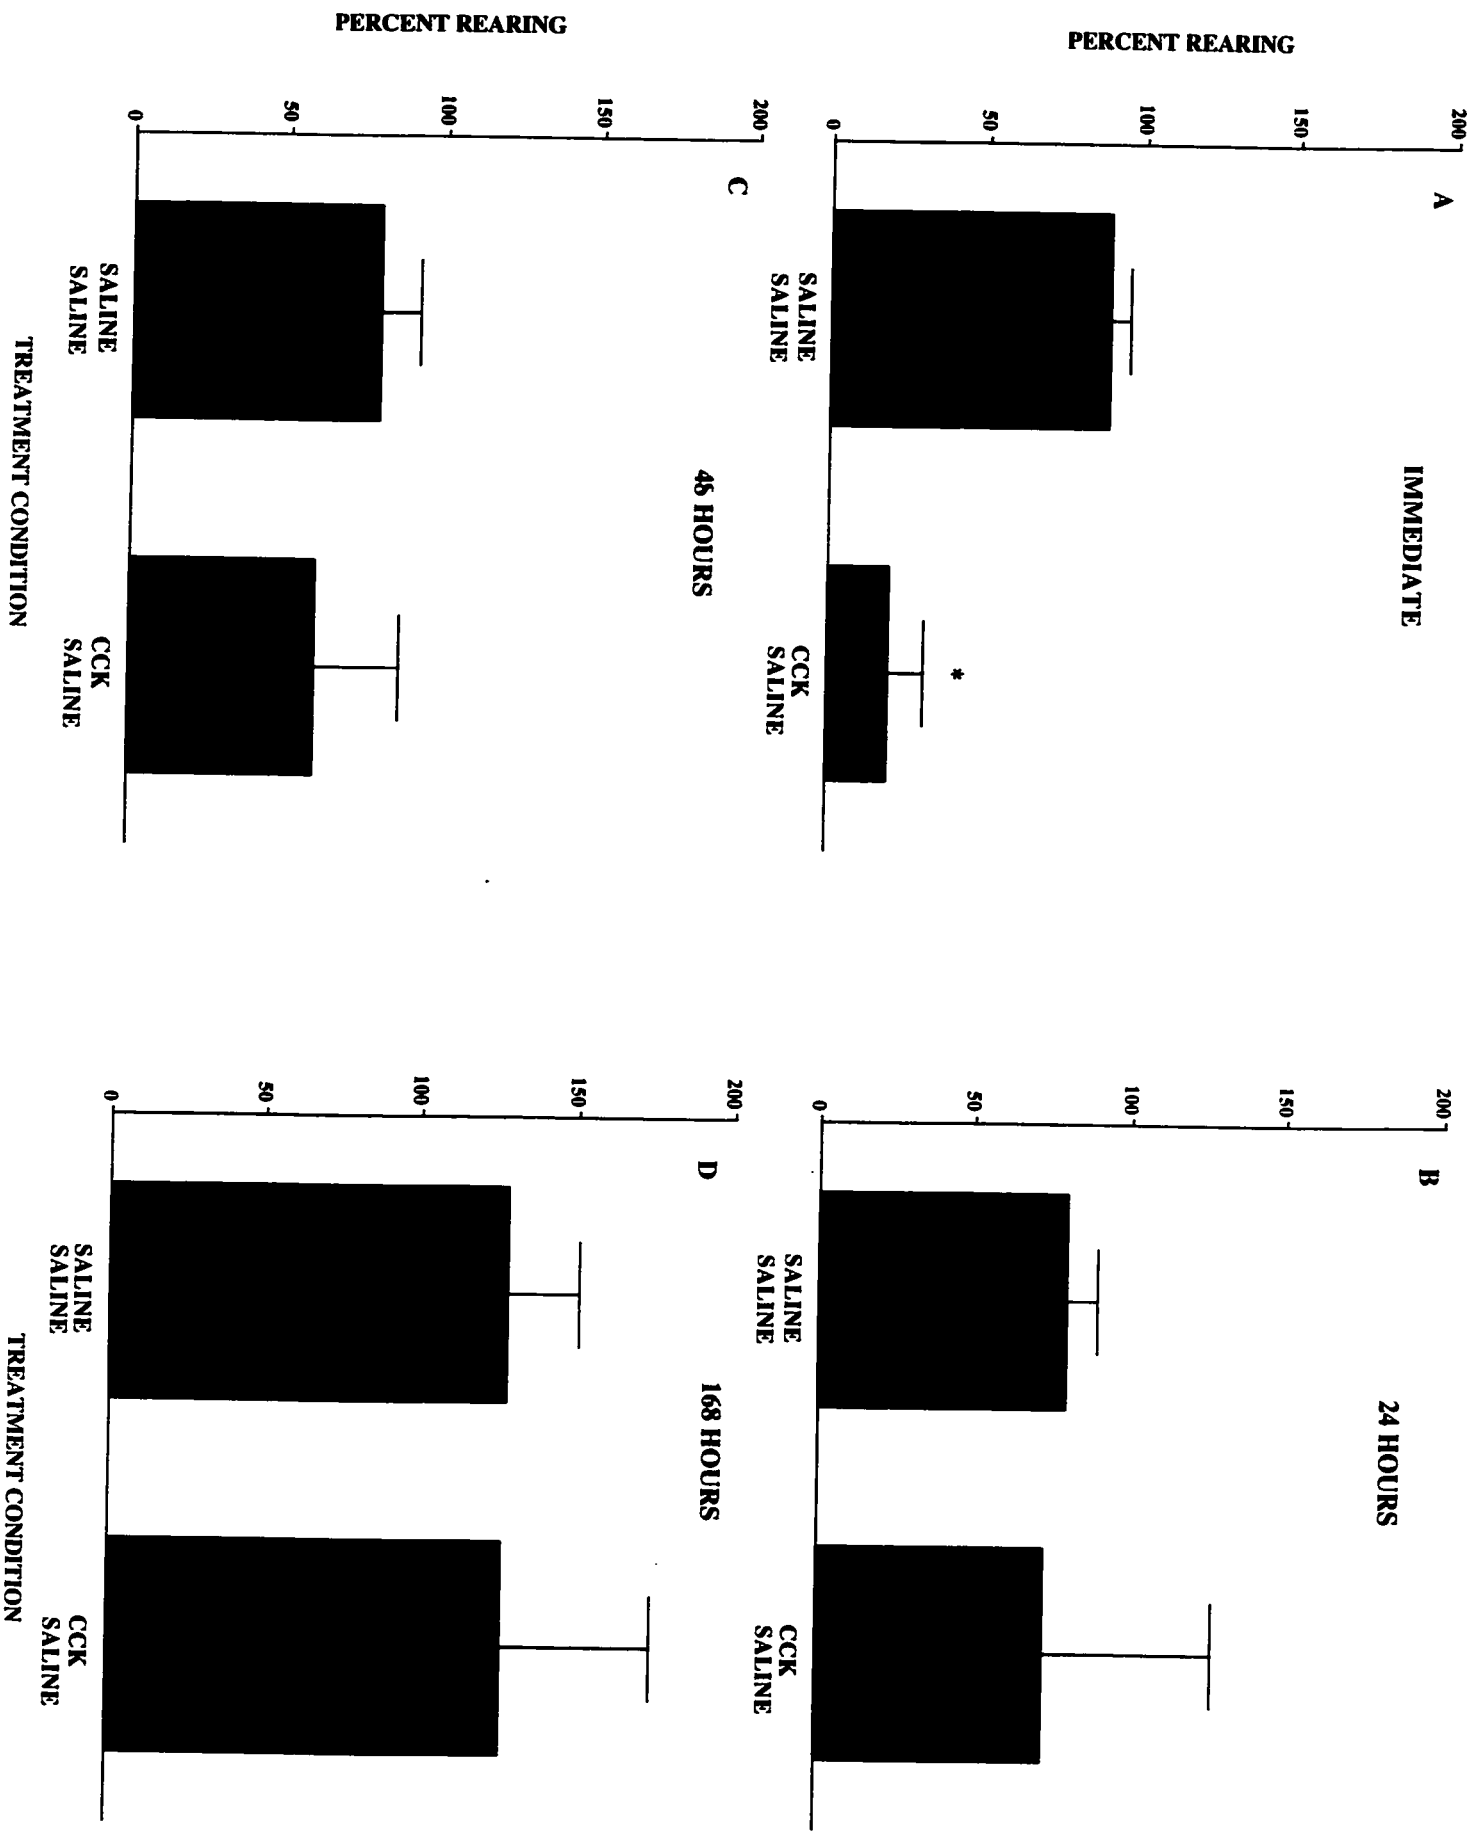 A
IMMEDIATE
PERCENT REARING
200
150
100
50
0
*
SALINE
SALINE
CCK
SALINE
B
24 HOURS
200
150
100
50
0
SALINE
SALINE
CCK
SALINE
C
48 HOURS
PERCENT REARING
200
150
100
50
0
SALINE
SALINE
CCK
SALINE
TREATMENT CONDITION
D
168 HOURS
200
150
100
50
0
SALINE
SALINE
CCK
SALINE
TREATMENT CONDITION